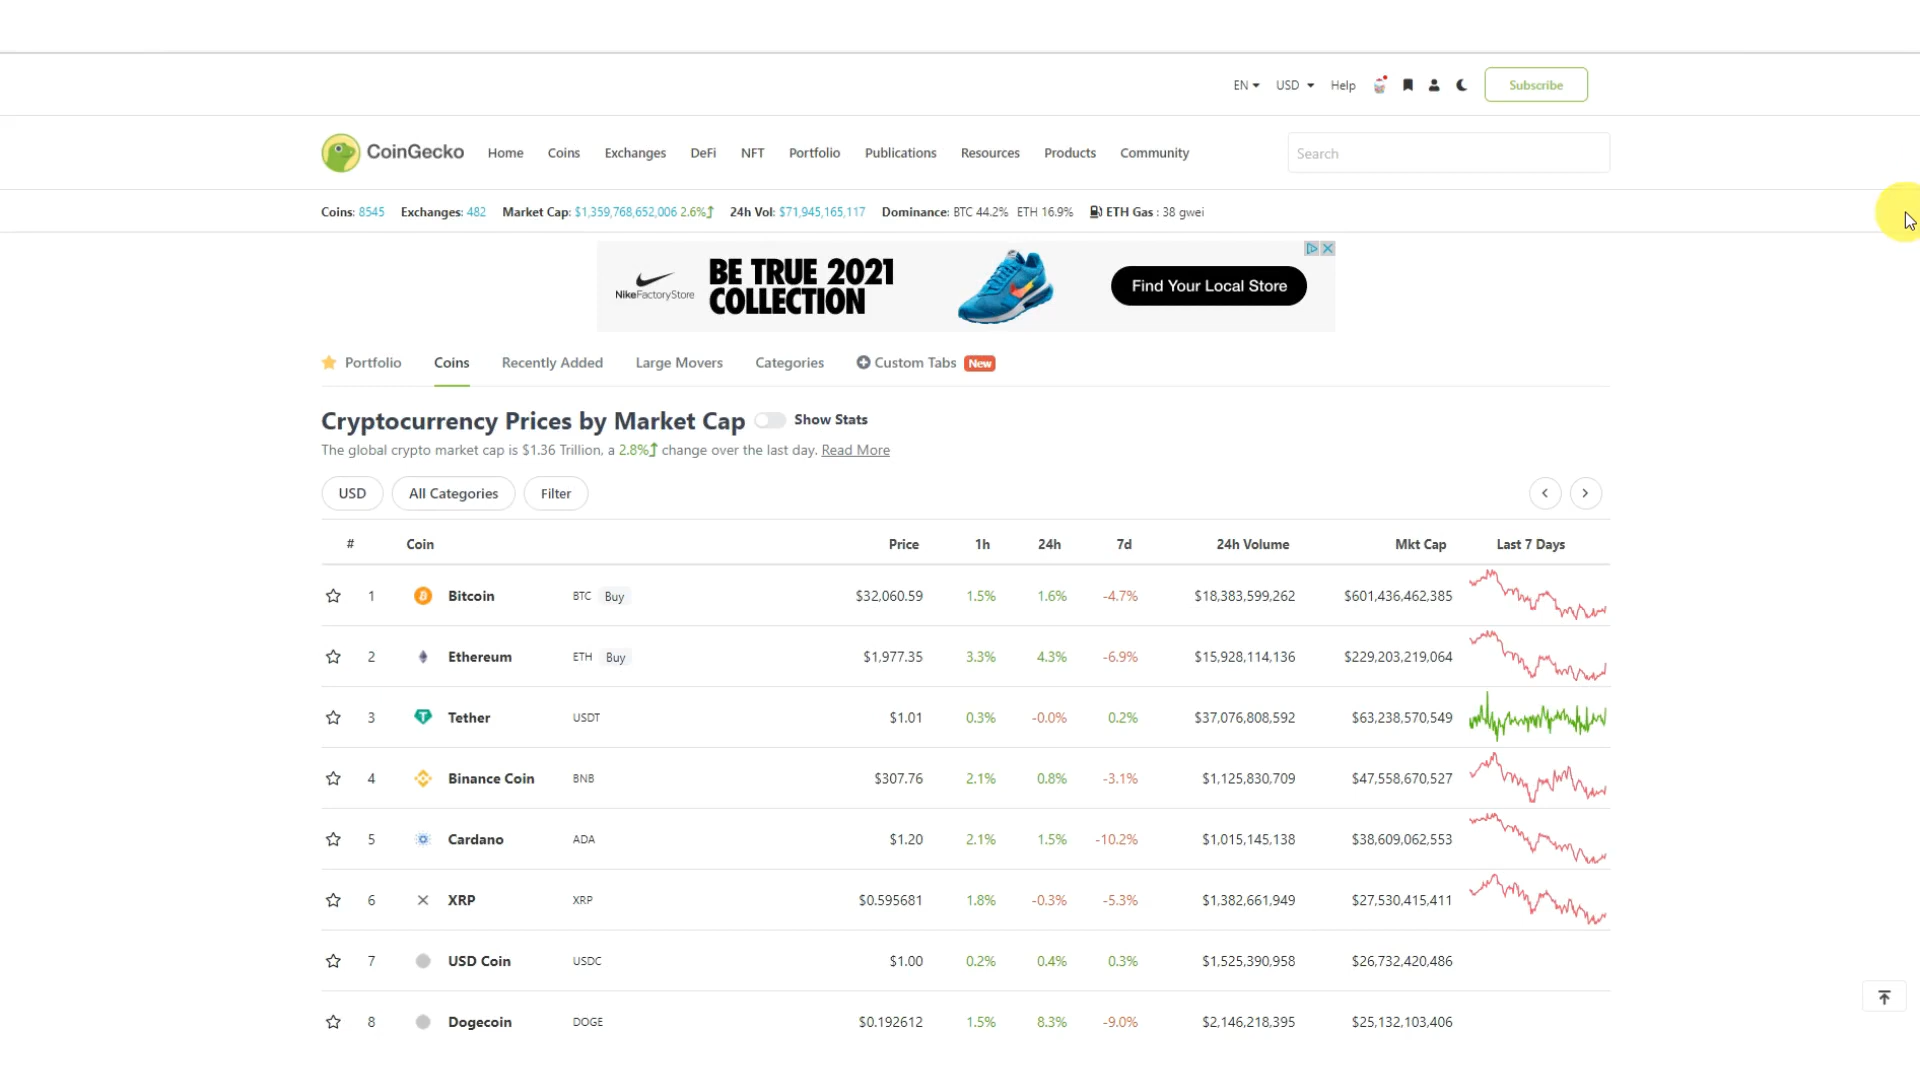 EN USD Help Subscribe
CoinGecko Home Coins Exchanges DeFi NFT Portfolio Publications Resources Products Community Search
Coins: 8545 Exchanges: 482 Market Cap: $1,359,768,652,006 2.6% 24h Vol: $71,945,165,117 Dominance: BTC 44.2% ETH 16.9% ETH Gas : 38 gwei
NikeFactoryStore BE TRUE 2021 COLLECTION Find Your Local Store
Portfolio Coins Recently Added Large Movers Categories Custom Tabs New
Cryptocurrency Prices by Market Cap Show Stats
The global crypto market cap is $1.36 Trillion, a 2.8% change over the last day. Read More
USD All Categories Filter
# Coin Price 1h 24h 7d 24h Volume Mkt Cap Last 7 Days
1 Bitcoin BTC Buy $32,060.59 1.5% 1.6% -4.7% $18,383,599,262 $601,436,462,385
2 Ethereum ETH Buy $1,977.35 3.3% 4.3% -6.9% $15,928,114,136 $229,203,219,064
3 Tether USDT $1.01 0.3% -0.0% 0.2% $37,076,808,592 $63,238,570,549
4 Binance Coin BNB $307.76 2.1% 0.8% -3.1% $1,125,830,709 $47,558,670,527
5 Cardano ADA $1.20 2.1% 1.5% -10.2% $1,015,145,138 $38,609,062,553
6 XRP XRP $0.595681 1.8% -0.3% -5.3% $1,382,661,949 $27,530,415,411
7 USD Coin USDC $1.00 0.2% 0.4% 0.3% $1,525,390,958 $26,732,420,486
8 Dogecoin DOGE $0.192612 1.5% 8.3% -9.0% $2,146,218,395 $25,132,103,406